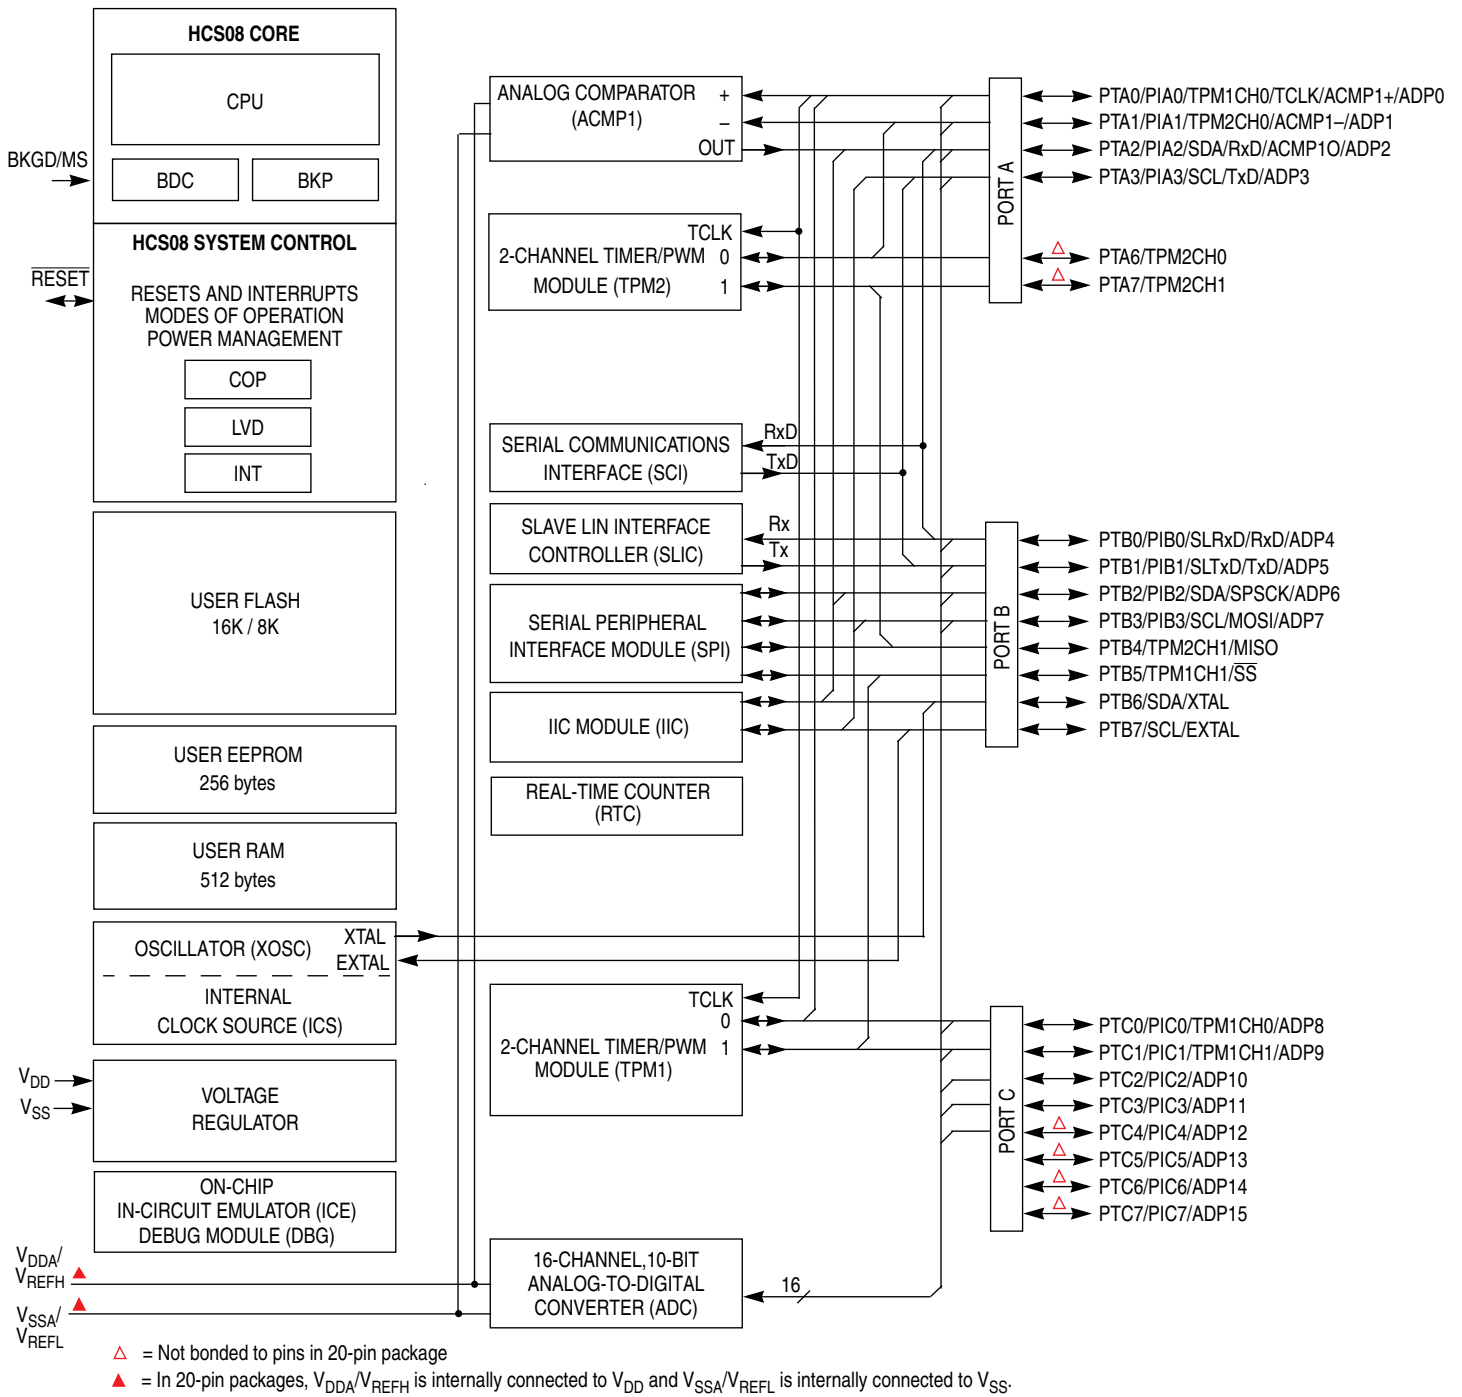 HCS08 CORE
CPU
BDC
BKP
BKGD/MS
HCS08 SYSTEM CONTROL
RESET
RESETS AND INTERRUPTS
MODES OF OPERATION
POWER MANAGEMENT
COP
LVD
INT
USER FLASH
16K / 8K
USER EEPROM
256 bytes
USER RAM
512 bytes
OSCILLATOR (XOSC)
XTAL
EXTAL
INTERNAL
CLOCK SOURCE (ICS)
VDD
VSS
VOLTAGE
REGULATOR
ON-CHIP
IN-CIRCUIT EMULATOR (ICE)
DEBUG MODULE (DBG)
VDDA/
VREFH
VSSA/
VREFL
ANALOG COMPARATOR
(ACMP1)
+
–
OUT
2-CHANNEL TIMER/PWM
MODULE (TPM2)
TCLK
0
1
SERIAL COMMUNICATIONS
INTERFACE (SCI)
RxD
TxD
SLAVE LIN INTERFACE
CONTROLLER (SLIC)
Rx
Tx
SERIAL PERIPHERAL
INTERFACE MODULE (SPI)
IIC MODULE (IIC)
REAL-TIME COUNTER
(RTC)
TCLK
0
2-CHANNEL TIMER/PWM
1
MODULE (TPM1)
16-CHANNEL,10-BIT
ANALOG-TO-DIGITAL
CONVERTER (ADC)
16
PORT A
PTA0/PIA0/TPM1CH0/TCLK/ACMP1+/ADP0
PTA1/PIA1/TPM2CH0/ACMP1–/ADP1
PTA2/PIA2/SDA/RxD/ACMP1O/ADP2
PTA3/PIA3/SCL/TxD/ADP3
PTA6/TPM2CH0
PTA7/TPM2CH1
PORT B
PTB0/PIB0/SLRxD/RxD/ADP4
PTB1/PIB1/SLTxD/TxD/ADP5
PTB2/PIB2/SDA/SPSCK/ADP6
PTB3/PIB3/SCL/MOSI/ADP7
PTB4/TPM2CH1/MISO
PTB5/TPM1CH1/SS
PTB6/SDA/XTAL
PTB7/SCL/EXTAL
PORT C
PTC0/PIC0/TPM1CH0/ADP8
PTC1/PIC1/TPM1CH1/ADP9
PTC2/PIC2/ADP10
PTC3/PIC3/ADP11
PTC4/PIC4/ADP12
PTC5/PIC5/ADP13
PTC6/PIC6/ADP14
PTC7/PIC7/ADP15
△ = Not bonded to pins in 20-pin package
▲ = In 20-pin packages, VDDA/VREFH is internally connected to VDD and VSSA/VREFL is internally connected to VSS.